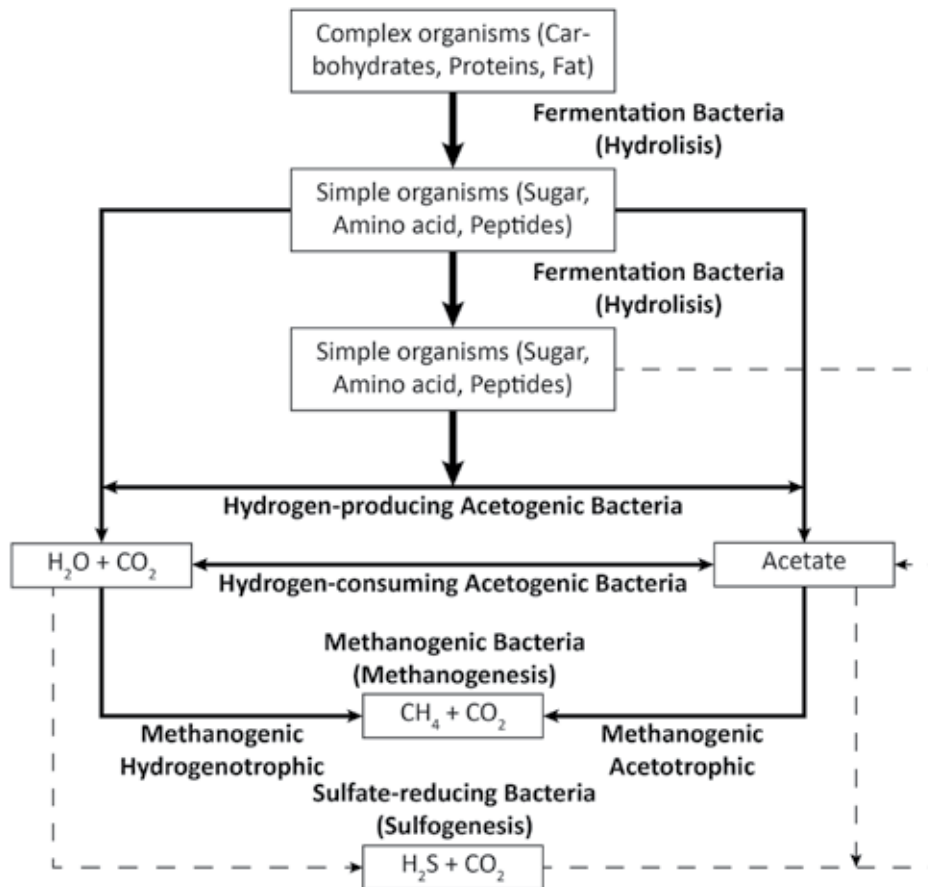 Complex organisms (Car-
bohydrates, Proteins, Fat)
Fermentation Bacteria
(Hydrolisis)
Simple organisms (Sugar,
Amino acid, Peptides)
Fermentation Bacteria
(Hydrolisis)
Simple organisms (Sugar,
Amino acid, Peptides)
Hydrogen-producing Acetogenic Bacteria
H₂O + CO₂
Acetate
Hydrogen-consuming Acetogenic Bacteria
Methanogenic Bacteria
(Methanogenesis)
CH₄ + CO₂
Methanogenic
Hydrogenotrophic
Methanogenic
Acetotrophic
Sulfate-reducing Bacteria
(Sulfogenesis)
H₂S + CO₂